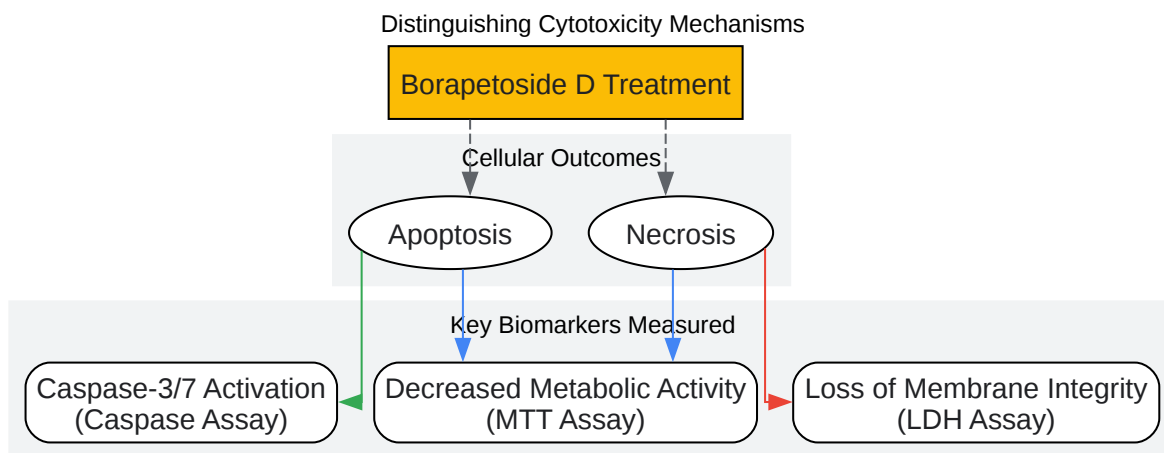 Distinguishing Cytotoxicity Mechanisms
Borapetoside D Treatment
Cellular Outcomes
Apoptosis
Necrosis
Key Biomarkers Measured
Caspase-3/7 Activation
(Caspase Assay)
Decreased Metabolic Activity
(MTT Assay)
Loss of Membrane Integrity
(LDH Assay)